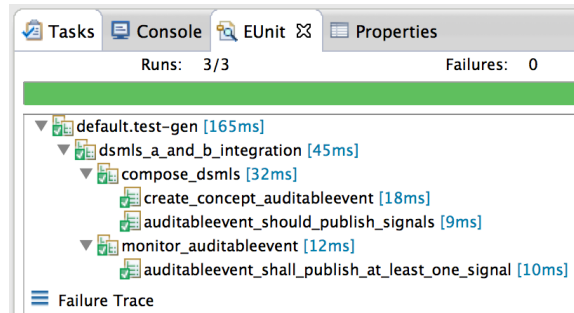 Tasks Console EUnit Properties
Runs: 3/3 Failures: 0
default.test-gen [165ms]
dsmls_a_and_b_integration [45ms]
compose_dsmls [32ms]
create_concept_auditableevent [18ms]
auditableevent_should_publish_signals [9ms]
monitor_auditableevent [12ms]
auditableevent_shall_publish_at_least_one_signal [10ms]
Failure Trace